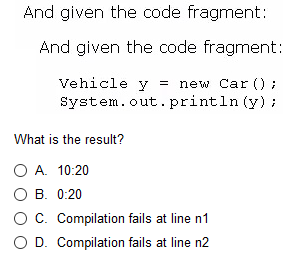 And given the code fragment:
And given the code fragment:
Vehicle y = new Car();
System.out.println(y);
What is the result?
A. 10:20
B. 0:20
C. Compilation fails at line n1
D. Compilation fails at line n2